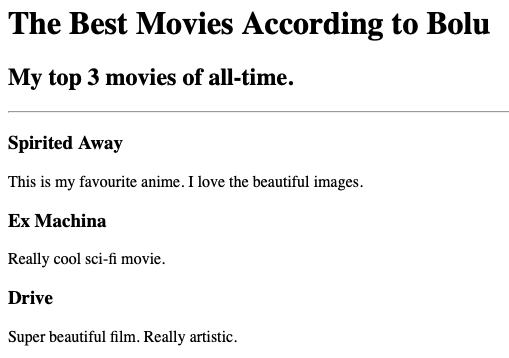 The Best Movies According to Bolu
My top 3 movies of all-time.
Spirited Away
This is my favourite anime. I love the beautiful images.
Ex Machina
Really cool sci-fi movie.
Drive
Super beautiful film. Really artistic.